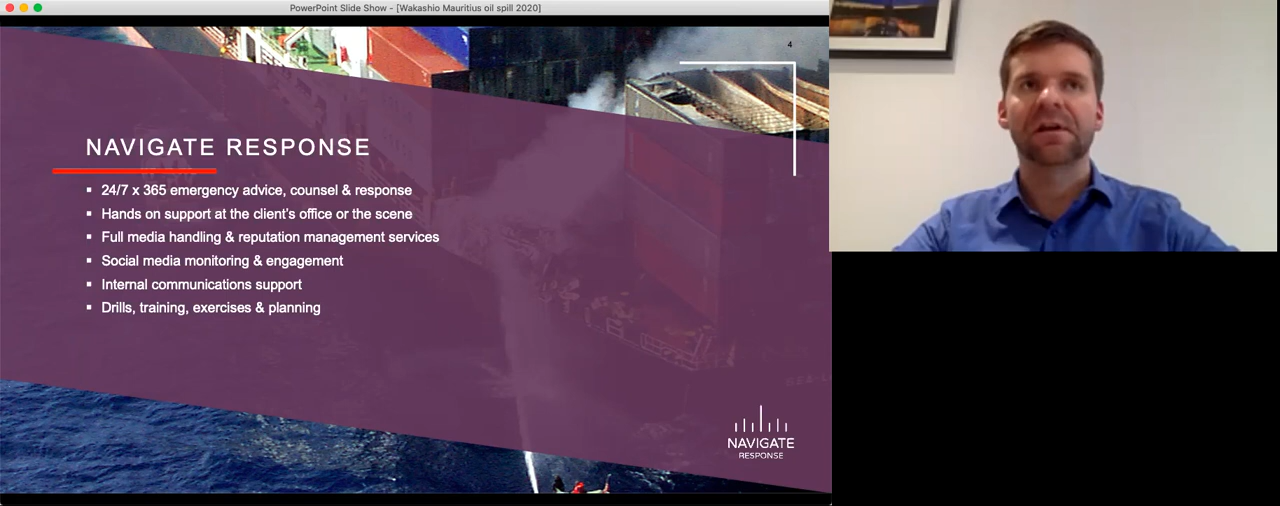 PowerPoint Slide Show - [Wakashio Mauritius oil spill 2020]
4
NAVIGATE RESPONSE
▪ 24/7 x 365 emergency advice, counsel & response
▪ Hands on support at the client's office or the scene
▪ Full media handling & reputation management services
▪ Social media monitoring & engagement
▪ Internal communications support
▪ Drills, training, exercises & planning
NAVIGATE
RESPONSE